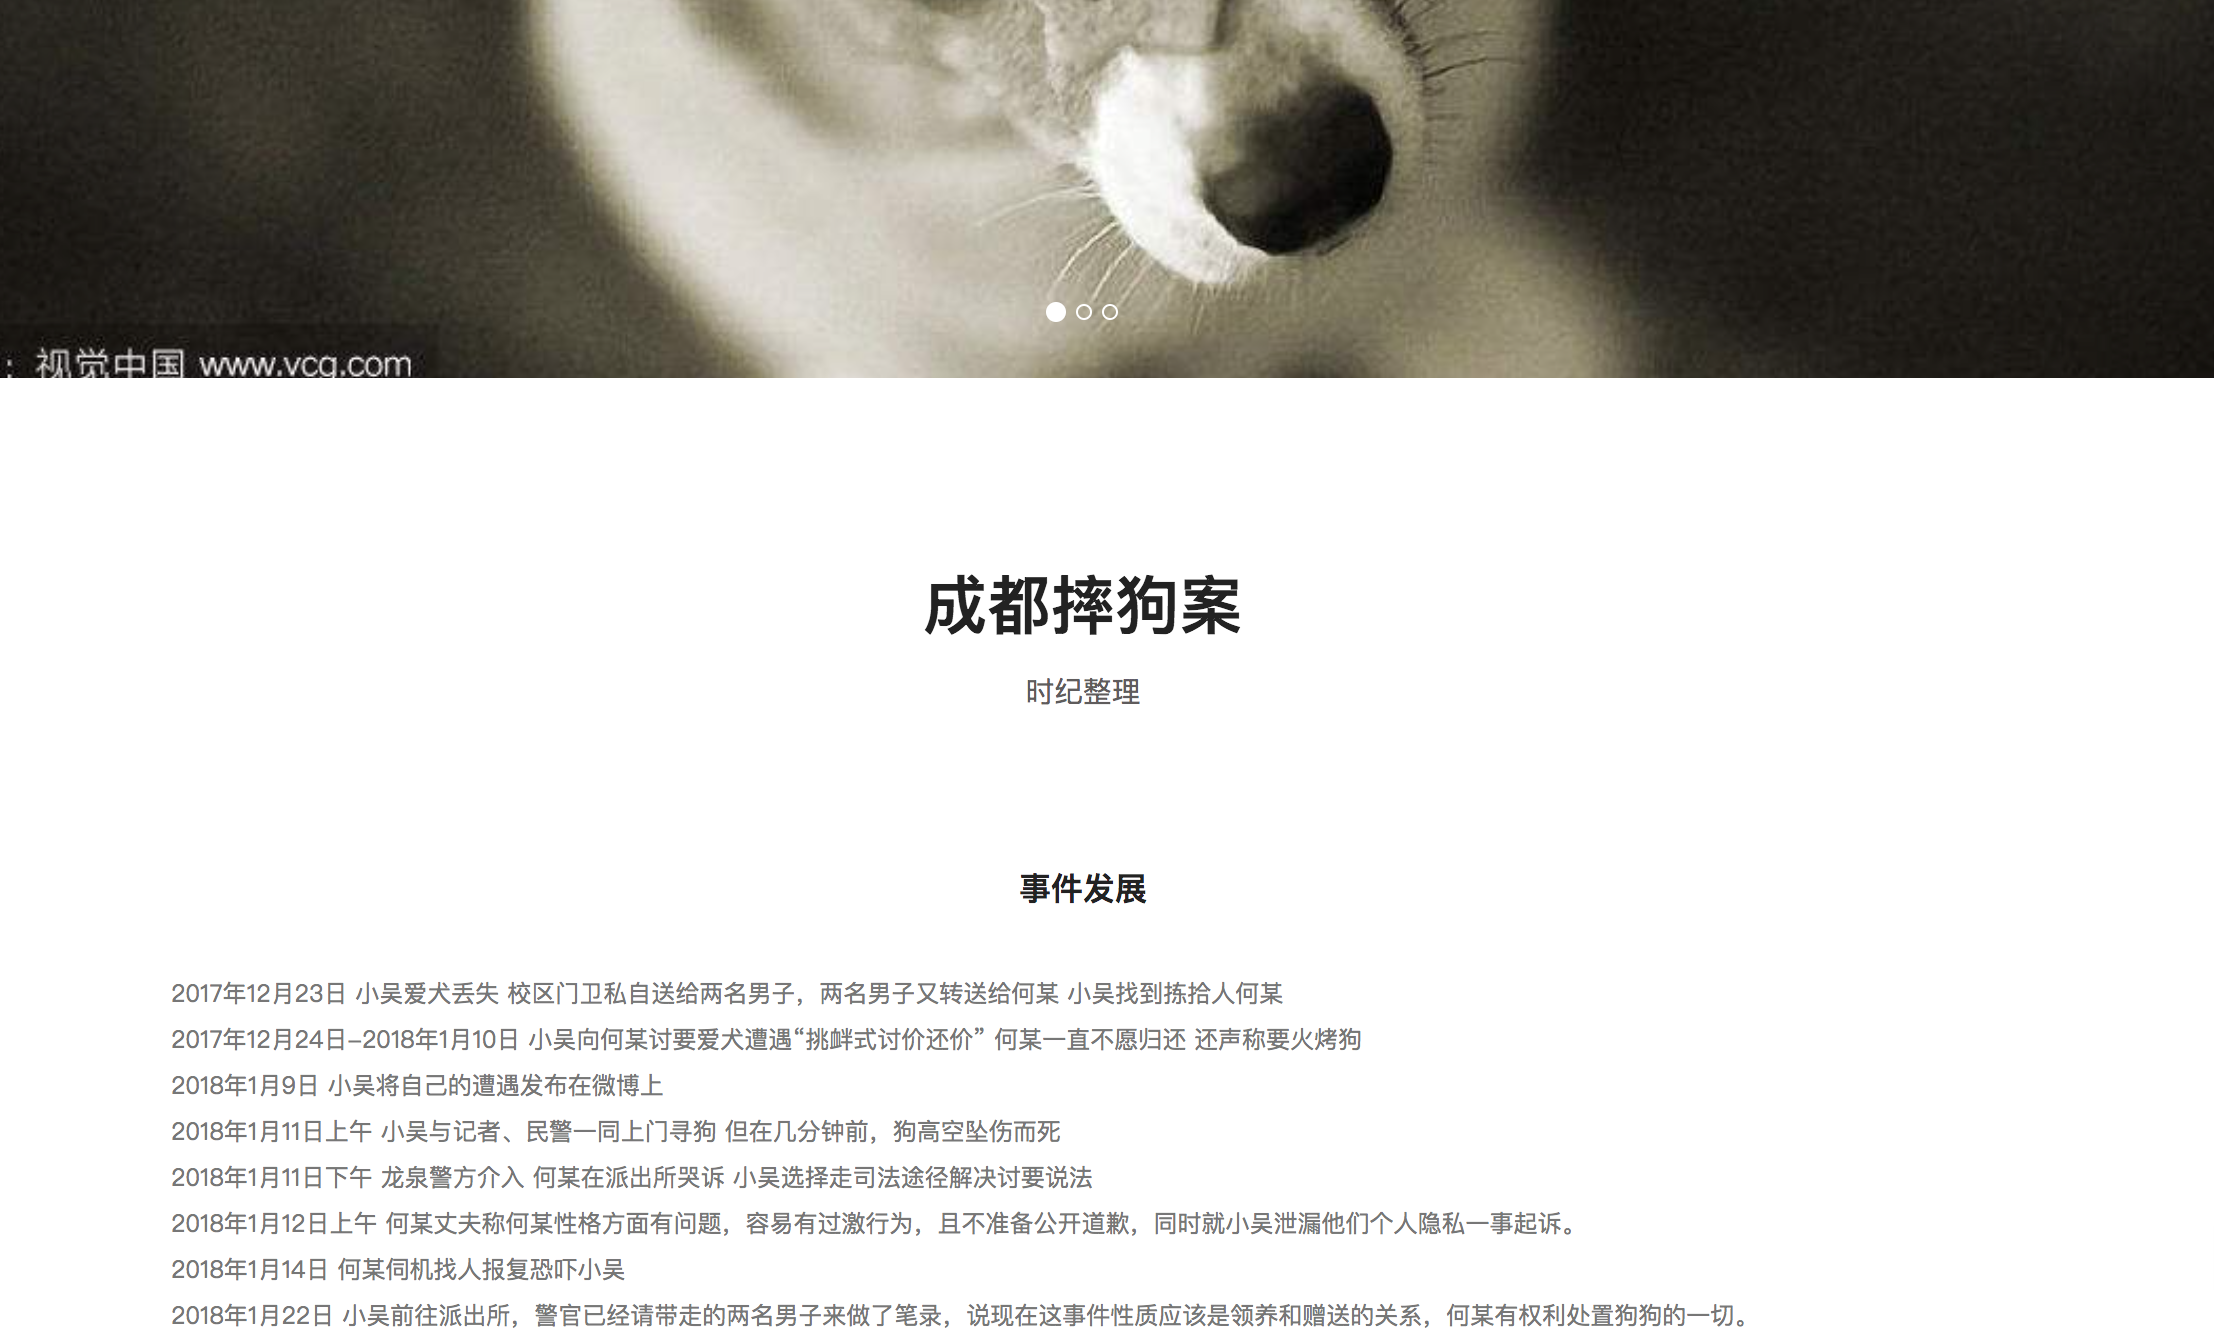 ：视觉中国 www.vcg.com
成都摔狗案
时纪整理
事件发展
2017年12月23日 小吴爱犬丢失 校区门卫私自送给两名男子，两名男子又转送给何某 小吴找到拣拾人何某
2017年12月24日-2018年1月10日 小吴向何某讨要爱犬遭遇“挑衅式讨价还价” 何某一直不愿归还 还声称要火烤狗
2018年1月9日 小吴将自己的遭遇发布在微博上
2018年1月11日上午 小吴与记者、民警一同上门寻狗 但在几分钟前，狗高空坠伤而死
2018年1月11日下午 龙泉警方介入 何某在派出所哭诉 小吴选择走司法途径解决讨要说法
2018年1月12日上午 何某丈夫称何某性格方面有问题，容易有过激行为，且不准备公开道歉，同时就小吴泄漏他们个人隐私一事起诉。
2018年1月14日 何某伺机找人报复恐吓小吴
2018年1月22日 小吴前往派出所，警官已经请带走的两名男子来做了笔录，说现在这事件性质应该是领养和赠送的关系，何某有权利处置狗狗的一切。